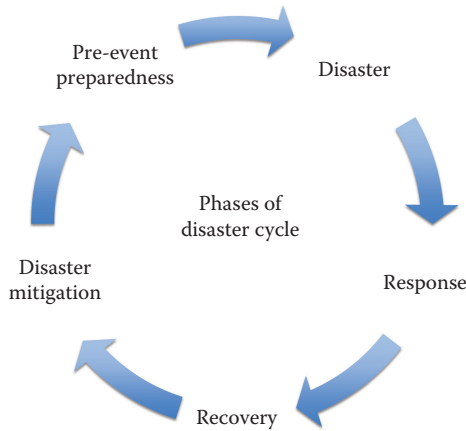 Pre-event
preparedness
Disaster
Phases of
disaster cycle
Disaster
mitigation
Response
Recovery